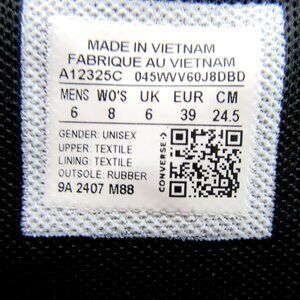 MADE IN VIETNAM
FABRIQUE AU VIETNAM
A12325C 045WVV60J8DBD
MENS WO'S UK EUR CM
6 8 6 39 24.5
GENDER: UNISEX
UPPER: TEXTILE
LINING: TEXTILE
OUTSOLE: RUBBER
9A 2407 M88
CONVERSE